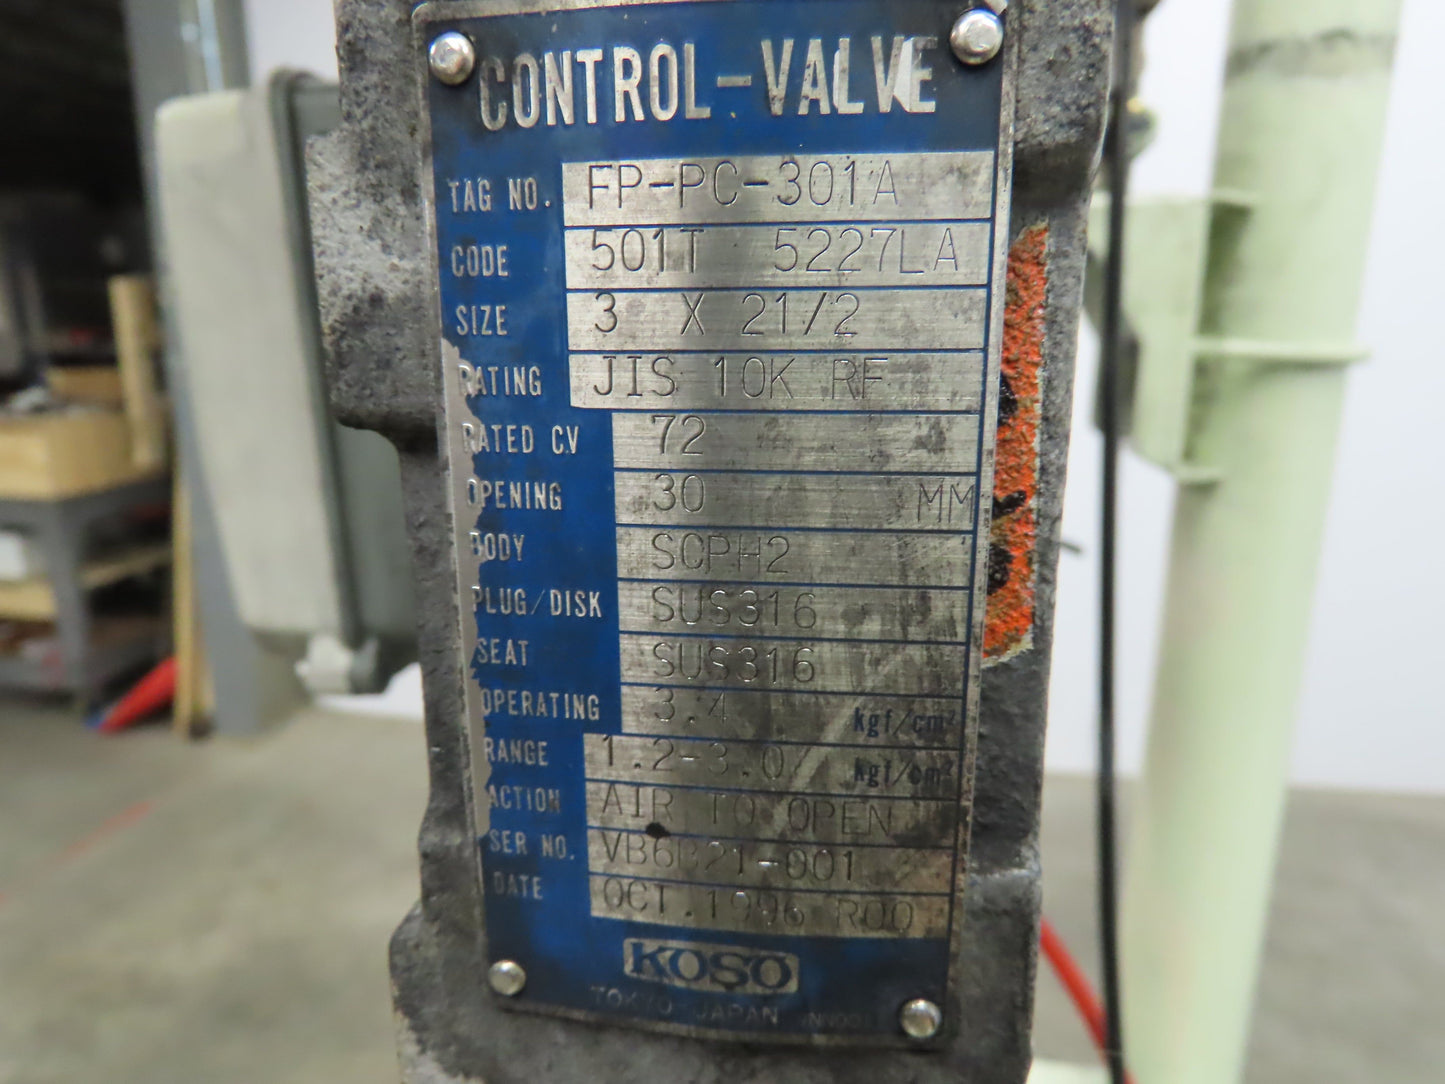 CONTROL-VALVE
TAG NO. FP-PC-301A
CODE 501T 5227LA
SIZE 3 X 21/2
RATING JIS 10K RF
RATED CV 72
OPENING 30 MM
BODY SCPH2
PLUG/DISK SUS316
SEAT SUS316
OPERATING 3.4 kgf/cm²
RANGE 1.2-3.0 kgf/cm²
ACTION AIR TO OPEN
SER NO. VB6B21-001
DATE OCT.1996 R00
KOSO
TOKYO-JAPAN